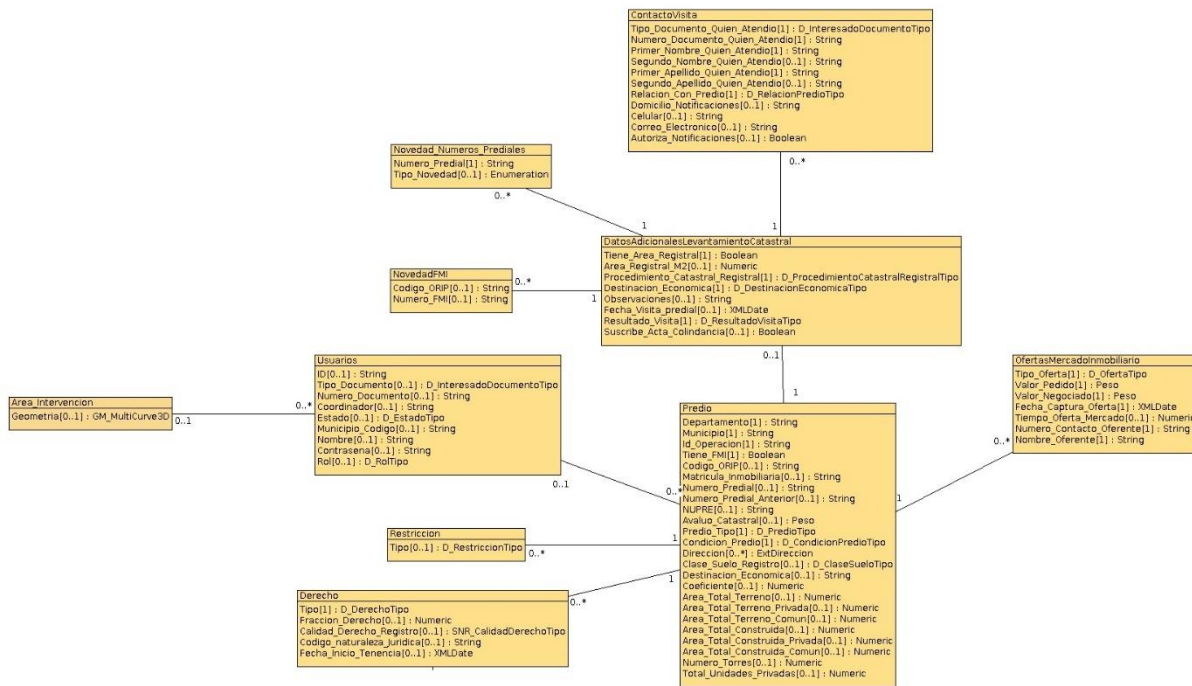 ContactoVisita
Tipo_Documento_Quien_Atendio[1] : D_InteresadoDocumentoTipo
Numero_Documento_Quien_Atendio[1] : String
Primer_Nombre_Quien_Atendio[1] : String
Segundo_Nombre_Quien_Atendio[0..1] : String
Primer_Apellido_Quien_Atendio[1] : String
Segundo_Apellido_Quien_Atendio[0..1] : String
Relacion_Con_Predio[1] : D_RelacionPredioTipo
Domicilio_Notificaciones[0..1] : String
Celular[0..1] : String
Correo_Electronico[0..1] : String
Autoriza_Notificaciones[0..1] : Boolean
0..*
1
Novedad_Numeros_Prediales
Numero_Predial[1] : String
Tipo_Novedad[0..1] : Enumeration
0..*
1
DatosAdicionalesLevantamientoCatastral
Tiene_Area_Registral[1] : Boolean
Area_Registral_M2[0..1] : Numeric
Procedimiento_Catastral_Registral[1] : D_ProcedimientoCatastralRegistralTipo
Destinacion_Economica[1] : D_DestinacionEconomicaTipo
Observaciones[0..1] : String
Fecha_Visita_predial[0..1] : XMLDate
Resultado_Visita[1] : D_ResultadoVisitaTipo
Suscribe_Acta_Colindancia[0..1] : Boolean
0..1
1
NovedadFMI
Codigo_ORIP[0..1] : String
Numero_FMI[0..1] : String
0..*
1
Usuarios
ID[0..1] : String
Tipo_Documento[0..1] : D_InteresadoDocumentoTipo
Numero_Documento[0..1] : String
Coordinador[0..1] : String
Estado[0..1] : D_EstadoTipo
Municipio_Codigo[0..1] : String
Nombre[0..1] : String
Contrasena[0..1] : String
Rol[0..1] : D_RolTipo
0..1
0..*
Area_Intervencion
Geometria[0..1] : GM_MultiCurve3D
0..1
0..*
OfertasMercadoInmobiliario
Tipo_Oferta[1] : D_OfertaTipo
Valor_Pedido[1] : Peso
Valor_Negociado[1] : Peso
Fecha_Captura_Oferta[1] : XMLDate
Tiempo_Oferta_Mercado[0..1] : Numeric
Numero_Contacto_Oferente[1] : String
Nombre_Oferente[1] : String
0..*
1
Predio
Departamento[1] : String
Municipio[1] : String
Id_Operacion[1] : String
Tiene_FMI[1] : Boolean
Codigo_ORIP[0..1] : String
Matricula_Inmobiliaria[0..1] : String
Numero_Predial[0..1] : String
Numero_Predial_Anterior[0..1] : String
NUPRE[0..1] : String
Avaluo_Catastral[0..1] : Peso
Predio_Tipo[1] : D_PredioTipo
Condicion_Predio[1] : D_CondicionPredioTipo
Direccion[0..*] : ExtDireccion
Clase_Suelo_Registro[0..1] : D_ClaseSueloTipo
Destinacion_Economica[0..1] : String
Coeficiente[0..1] : Numeric
Area_Total_Terreno[0..1] : Numeric
Area_Total_Terreno_Privada[0..1] : Numeric
Area_Total_Terreno_Comun[0..1] : Numeric
Area_Total_Construida[0..1] : Numeric
Area_Total_Construida_Privada[0..1] : Numeric
Area_Total_Construida_Comun[0..1] : Numeric
Numero_Torres[0..1] : Numeric
Total_Unidades_Privadas[0..1] : Numeric
Restriccion
Tipo[0..1] : D_RestriccionTipo
0..*
1
Derecho
Tipo[1] : D_DerechoTipo
Fraccion_Derecho[0..1] : Numeric
Calidad_Derecho_Registro[0..1] : SNR_CalidadDerechoTipo
Codigo_naturaleza_Juridica[0..1] : String
Fecha_Inicio_Tenencia[0..1] : XMLDate
0..*
1